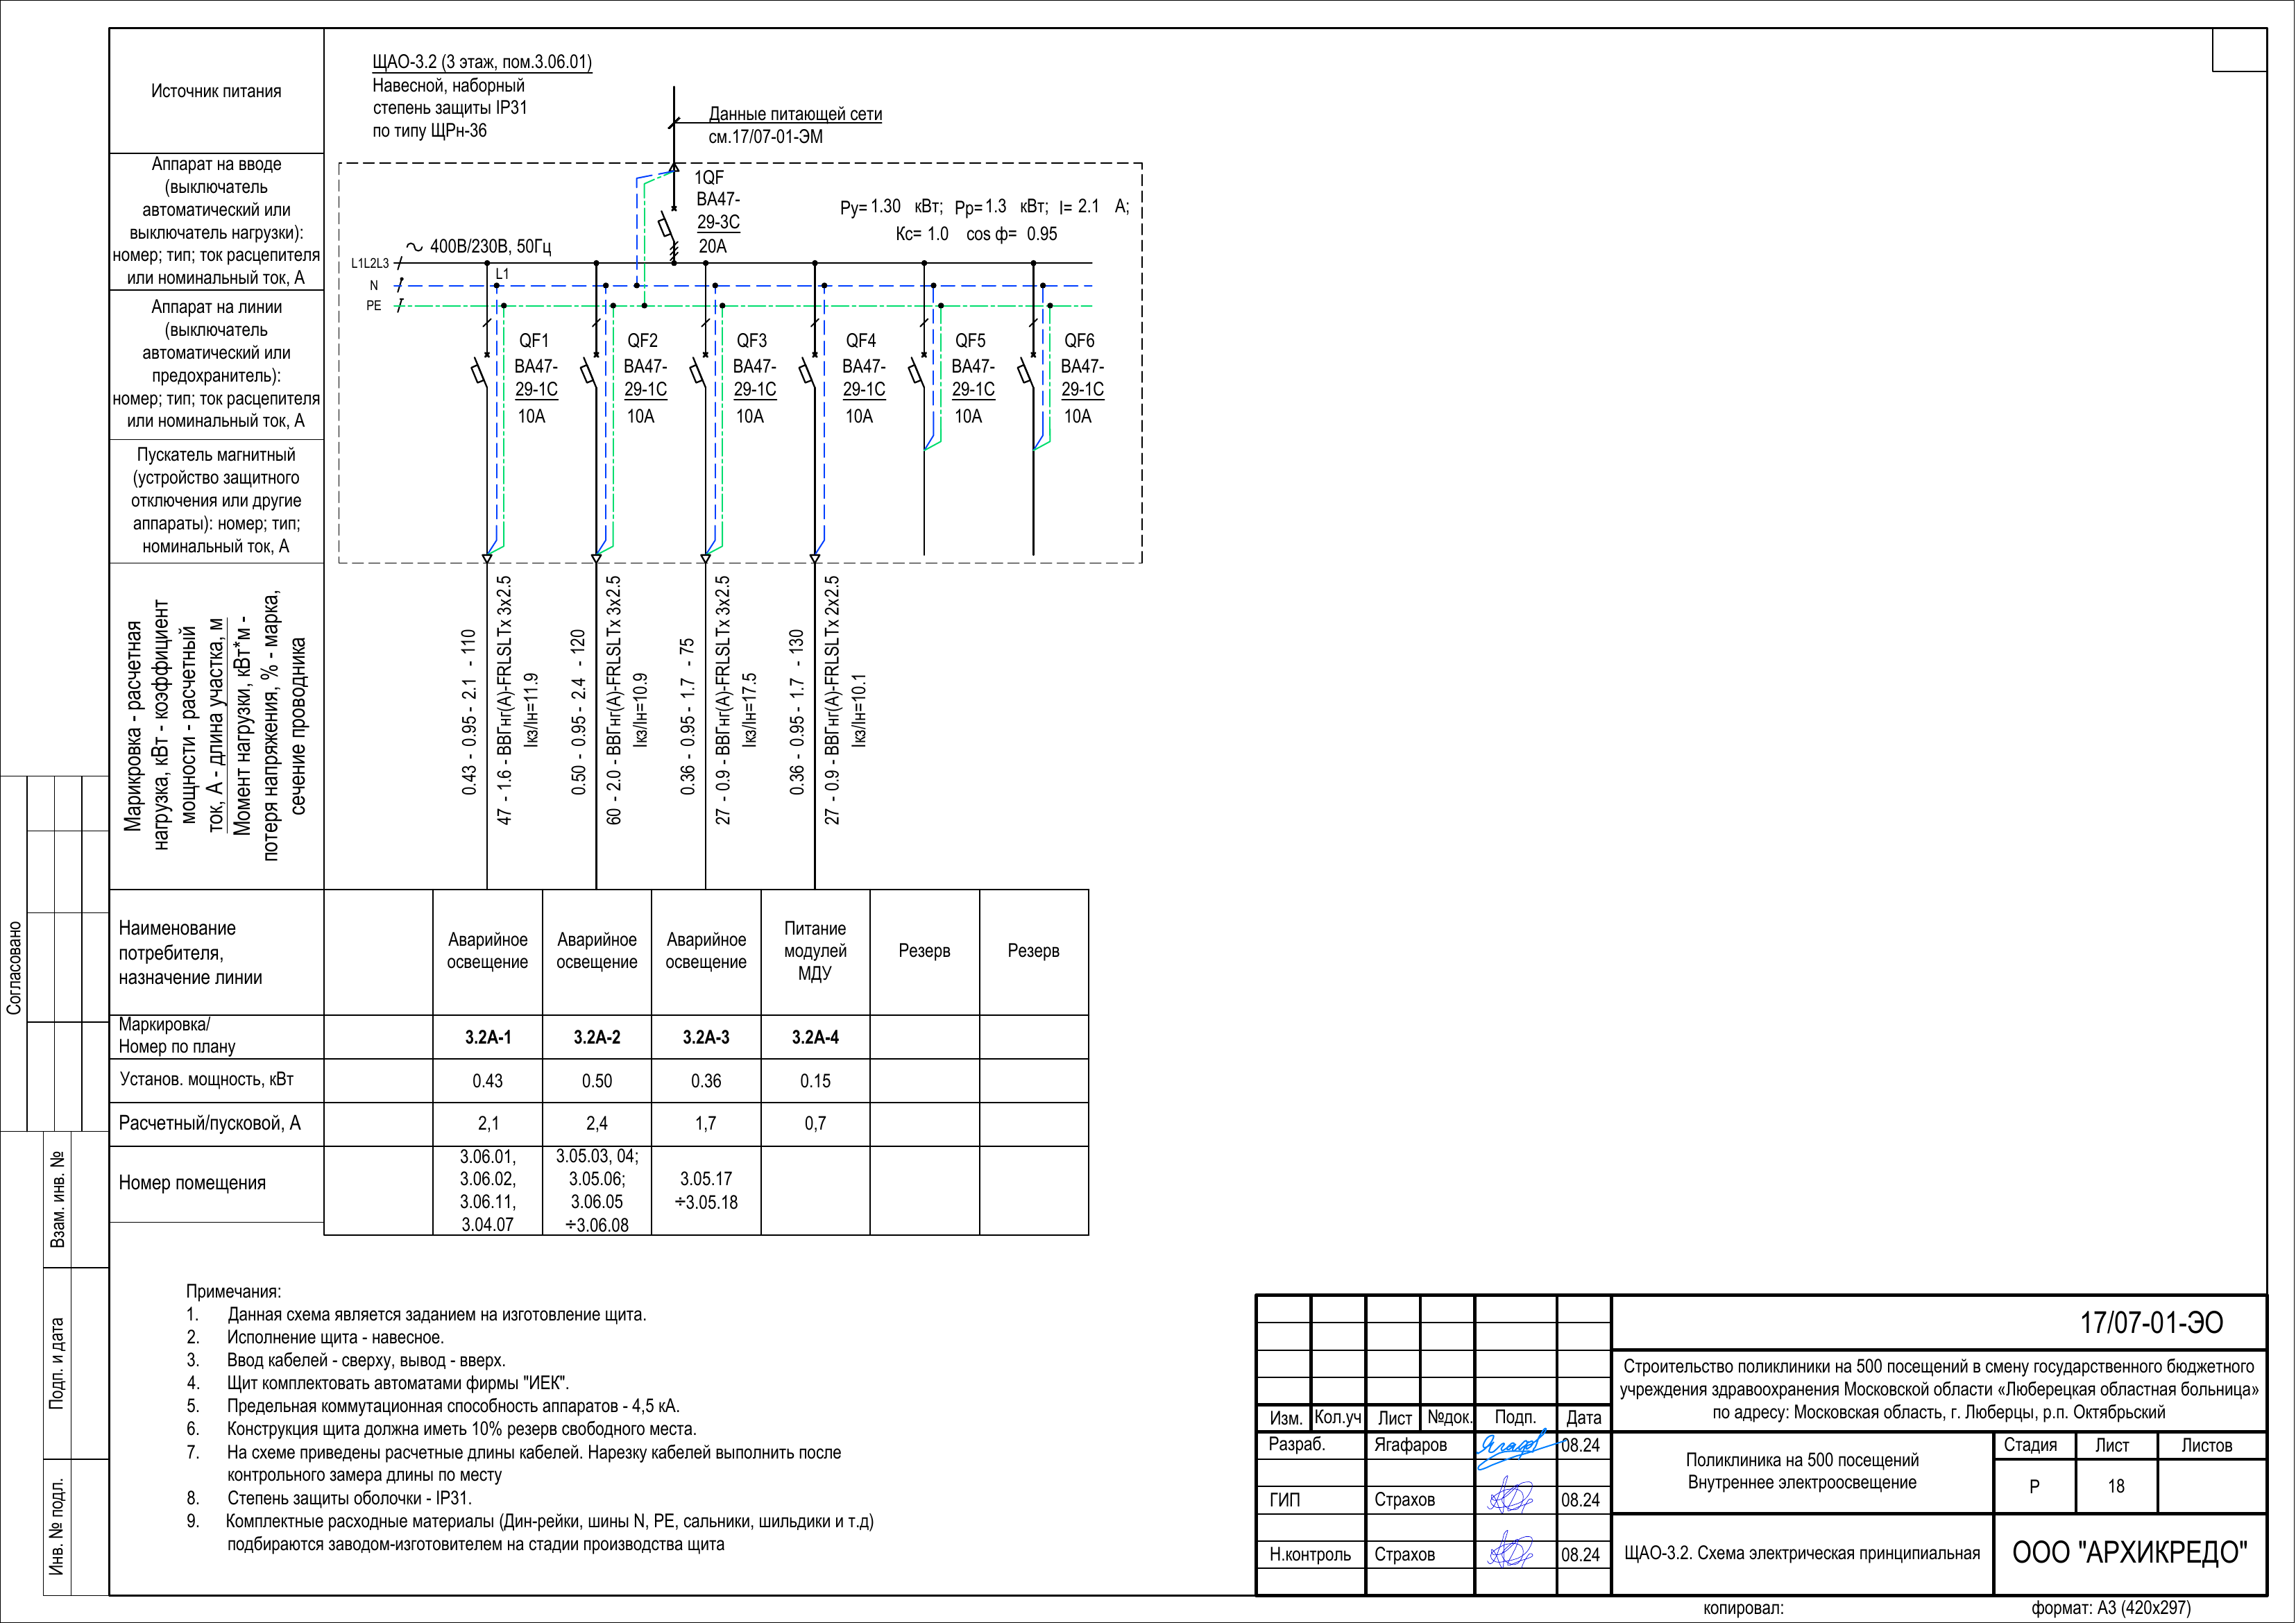 Источник питания
ЩАО-3.2 (3 этаж, пом.3.06.01)
Навесной, наборный
степень защиты IP31
по типу ЩРн-36
Данные питающей сети
см.17/07-01-ЭМ
Аппарат на вводе
(выключатель
автоматический или
выключатель нагрузки):
номер; тип; ток расцепителя
или номинальный ток, А
1QF
ВА47-
29-3С
20А
Ру= 1.30 кВт; Рр= 1.3 кВт; I= 2.1 А;
Кс= 1.0 cos ф= 0.95
400В/230В, 50Гц
L1L2L3
L1
N
PE
Аппарат на линии
(выключатель
автоматический или
предохранитель):
номер; тип; ток расцепителя
или номинальный ток, А
QF1 QF2 QF3 QF4 QF5 QF6
ВА47- ВА47- ВА47- ВА47- ВА47- ВА47-
29-1С 29-1С 29-1С 29-1С 29-1С 29-1С
10А 10А 10А 10А 10А 10А
Пускатель магнитный
(устройство защитного
отключения или другие
аппараты): номер; тип;
номинальный ток, А
Марикровка - расчетная
нагрузка, кВт - коэффициент
мощности - расчетный
ток, А - длина участка, м
Момент нагрузки, кВт*м -
потеря напряжения, % - марка,
сечение проводника
0.43 - 0.95 - 2.1 - 110
47 - 1.6 - ВВГнг(А)-FRLSLTx 3x2.5
Iкз/Iн=11.9
0.50 - 0.95 - 2.4 - 120
60 - 2.0 - ВВГнг(А)-FRLSLTx 3x2.5
Iкз/Iн=10.9
0.36 - 0.95 - 1.7 - 75
27 - 0.9 - ВВГнг(А)-FRLSLTx 3x2.5
Iкз/Iн=17.5
0.36 - 0.95 - 1.7 - 130
27 - 0.9 - ВВГнг(А)-FRLSLTx 2x2.5
Iкз/Iн=10.1
Наименование
потребителя,
назначение линии
Аварийное
освещение
Аварийное
освещение
Аварийное
освещение
Питание
модулей
МДУ
Резерв
Резерв
Маркировка/
Номер по плану
3.2А-1 3.2А-2 3.2А-3 3.2А-4
Установ. мощность, кВт 0.43 0.50 0.36 0.15
Расчетный/пусковой, А 2,1 2,4 1,7 0,7
Номер помещения
3.06.01,
3.06.02,
3.06.11,
3.04.07
3.05.03, 04;
3.05.06;
3.06.05
÷3.06.08
3.05.17
÷3.05.18
Примечания:
1. Данная схема является заданием на изготовление щита.
2. Исполнение щита - навесное.
3. Ввод кабелей - сверху, вывод - вверх.
4. Щит комплектовать автоматами фирмы "ИЕК".
5. Предельная коммутационная способность аппаратов - 4,5 кА.
6. Конструкция щита должна иметь 10% резерв свободного места.
7. На схеме приведены расчетные длины кабелей. Нарезку кабелей выполнить после
контрольного замера длины по месту
8. Степень защиты оболочки - IP31.
9. Комплектные расходные материалы (Дин-рейки, шины N, PE, сальники, шильдики и т.д)
подбираются заводом-изготовителем на стадии производства щита
Согласовано
Взам. инв. №
Подп. и дата
Инв. № подл.
17/07-01-ЭО
Строительство поликлиники на 500 посещений в смену государственного бюджетного
учреждения здравоохранения Московской области «Люберецкая областная больница»
по адресу: Московская область, г. Люберцы, р.п. Октябрьский
Изм. Кол.уч Лист №док. Подп. Дата
Разраб. Ягафаров 08.24
ГИП Страхов 08.24
Н.контроль Страхов 08.24
Поликлиника на 500 посещений
Внутреннее электроосвещение
Стадия Лист Листов
Р 18
ЩАО-3.2. Схема электрическая принципиальная
ООО "АРХИКРЕДО"
копировал:
формат: А3 (420x297)